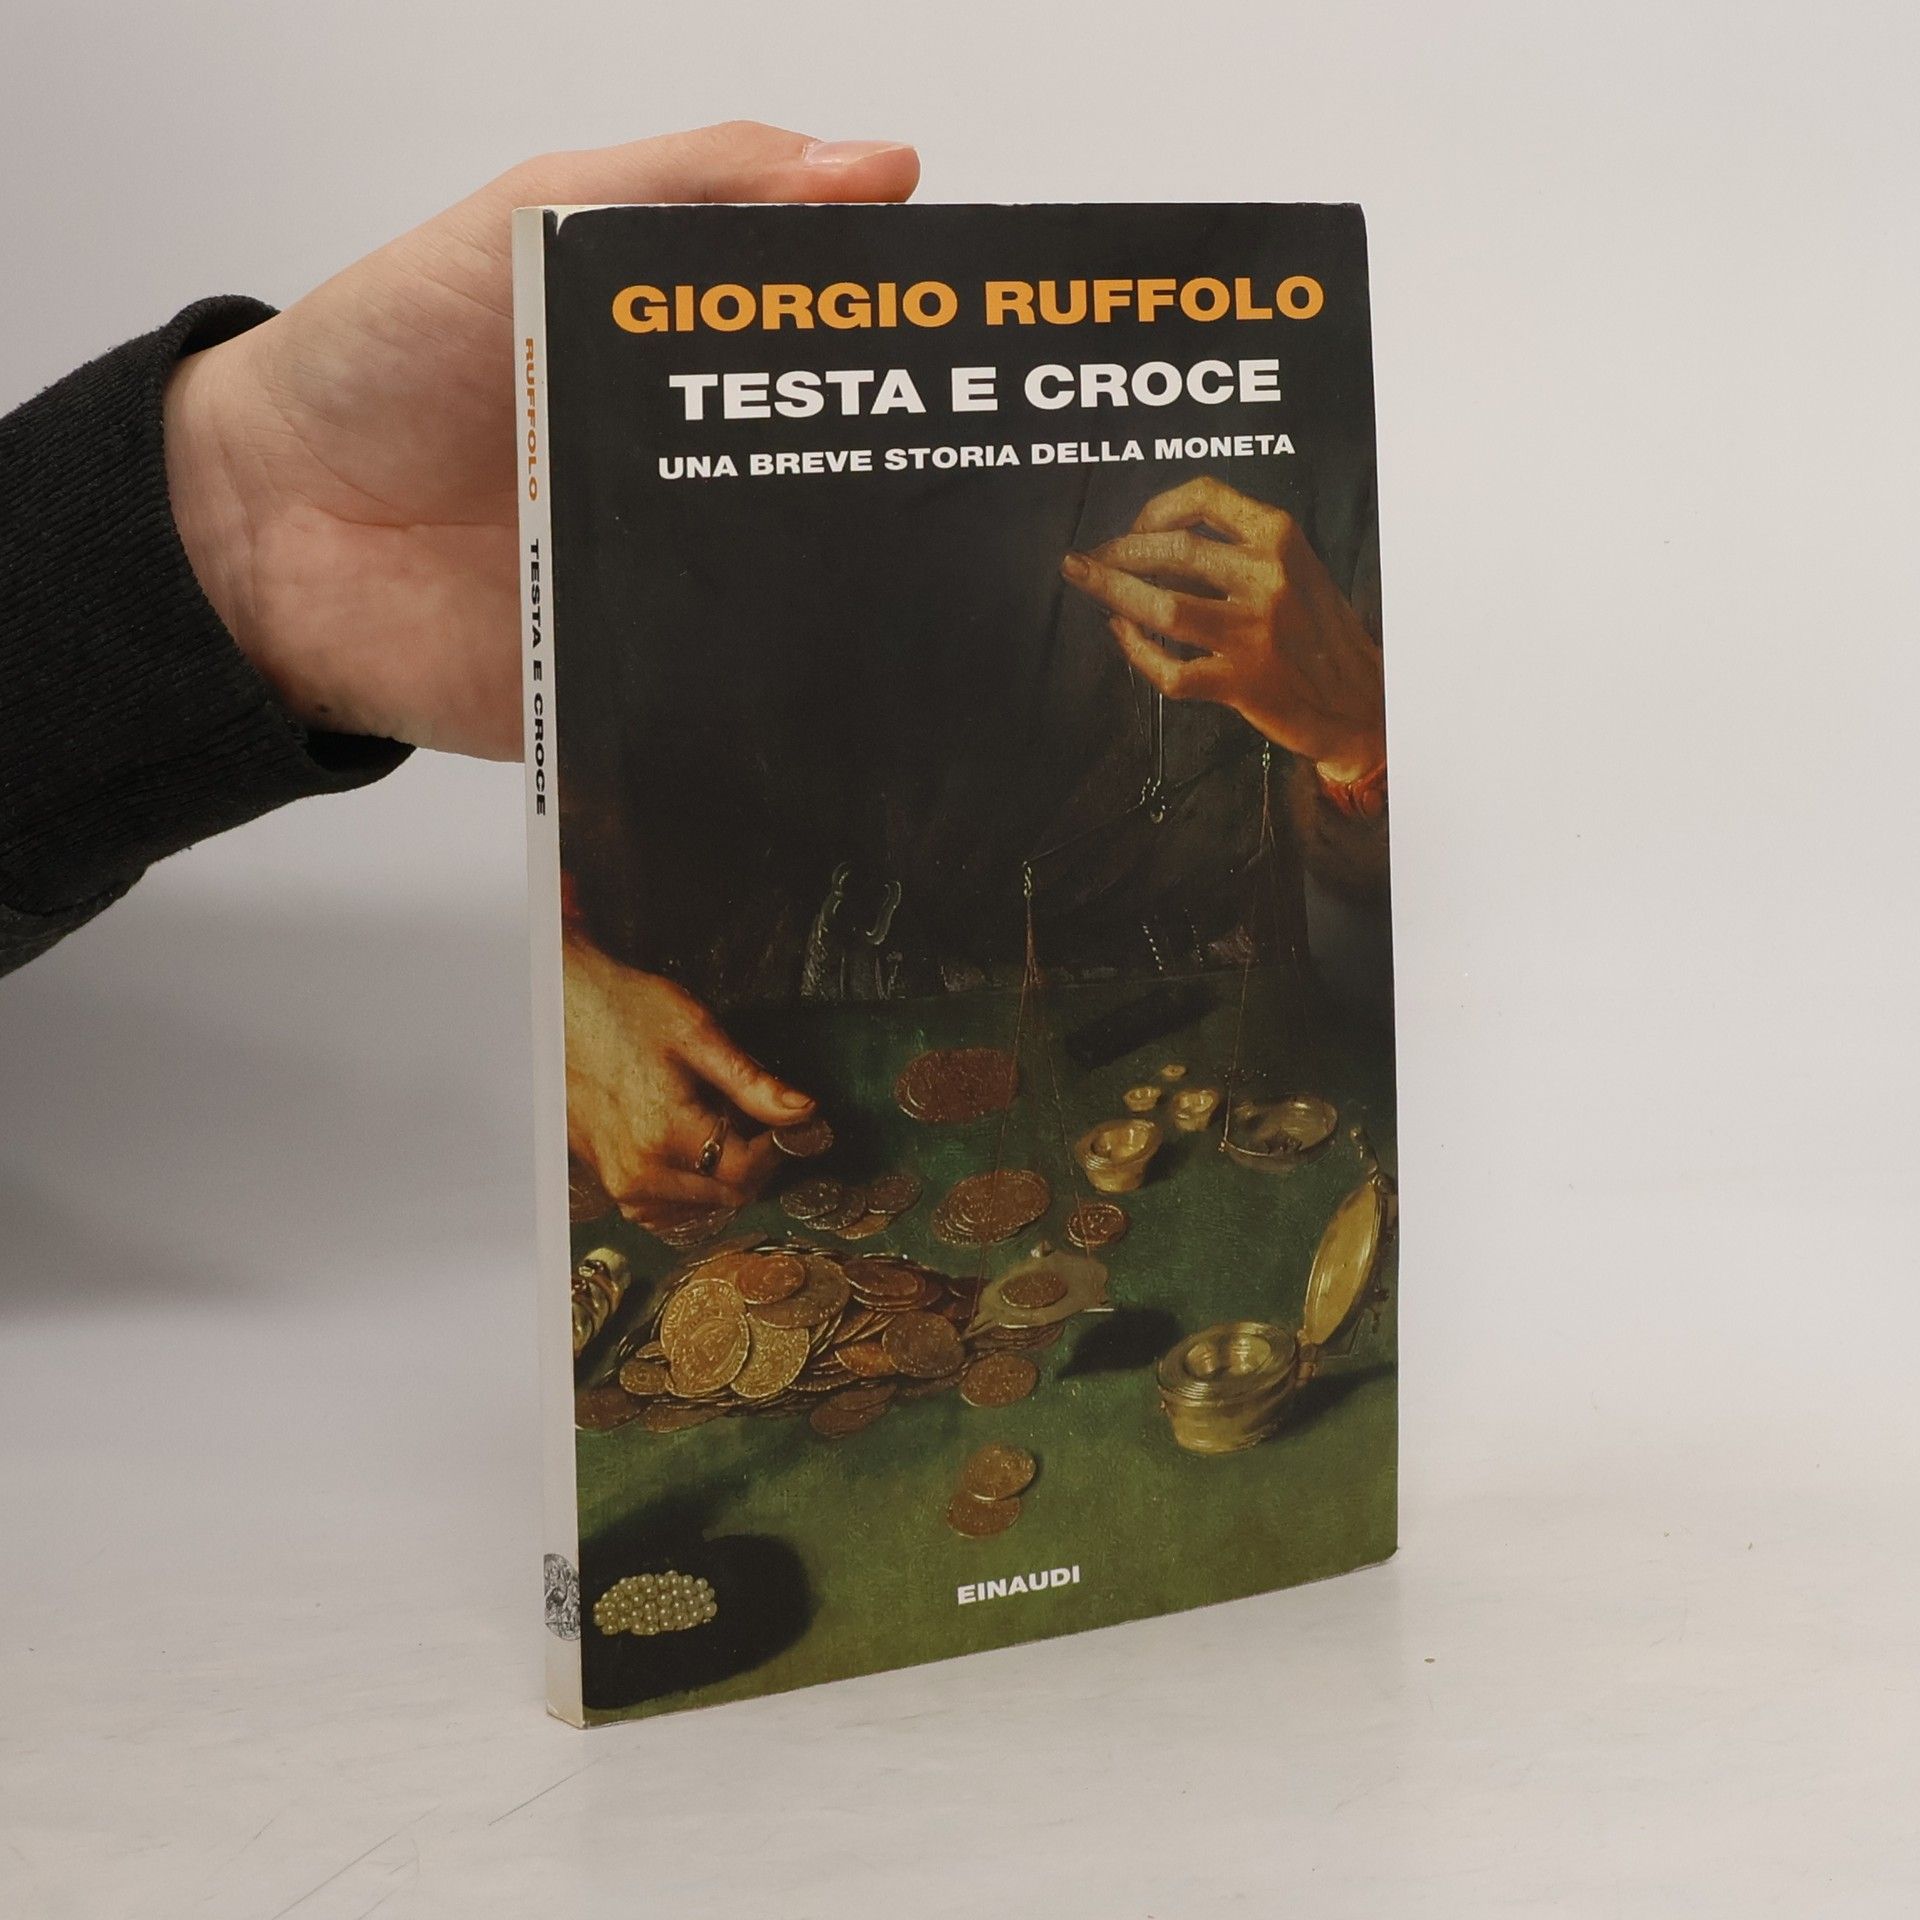 GIORGIO RUFFOLO
TESTA E CROCE
UNA BREVE STORIA DELLA MONETA
EINAUDI
RUFFOLO TESTA E CROCE